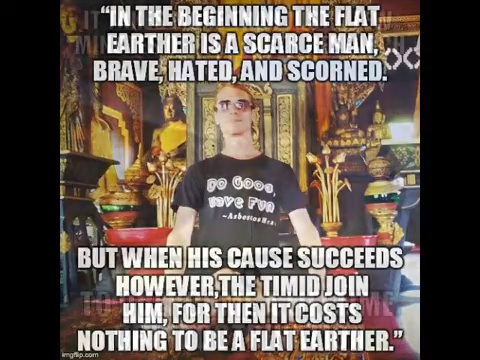 “IN THE BEGINNING THE FLAT
EARTHER IS A SCARCE MAN,
BRAVE, HATED, AND SCORNED.
Do Good,
Have Fun
~AsbestosHea
BUT WHEN HIS CAUSE SUCCEEDS
HOWEVER,THE TIMID JOIN
HIM, FOR THEN IT COSTS
NOTHING TO BE A FLAT EARTHER.”
imgflip.com